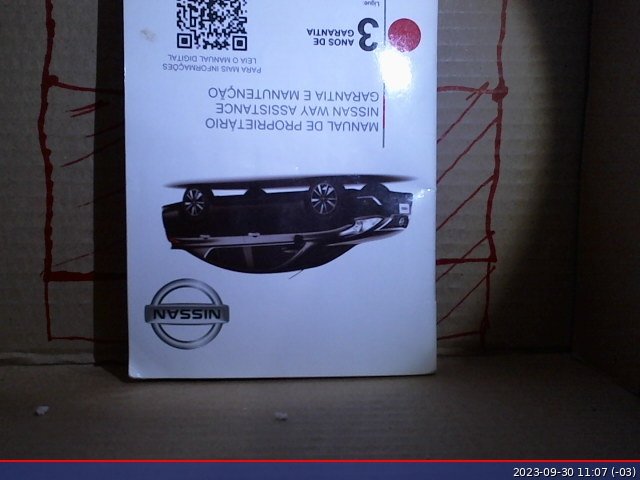 NISSAN
MANUAL DE PROPRIETÁRIO
NISSAN WAY ASSISTANCE
GARANTIA E MANUTENÇÃO
PARA MAIS INFORMAÇÕES
LEIA O MANUAL DIGITAL
3 ANOS DE
GARANTIA
Ligue
2023-09-30 11:07 (-03)